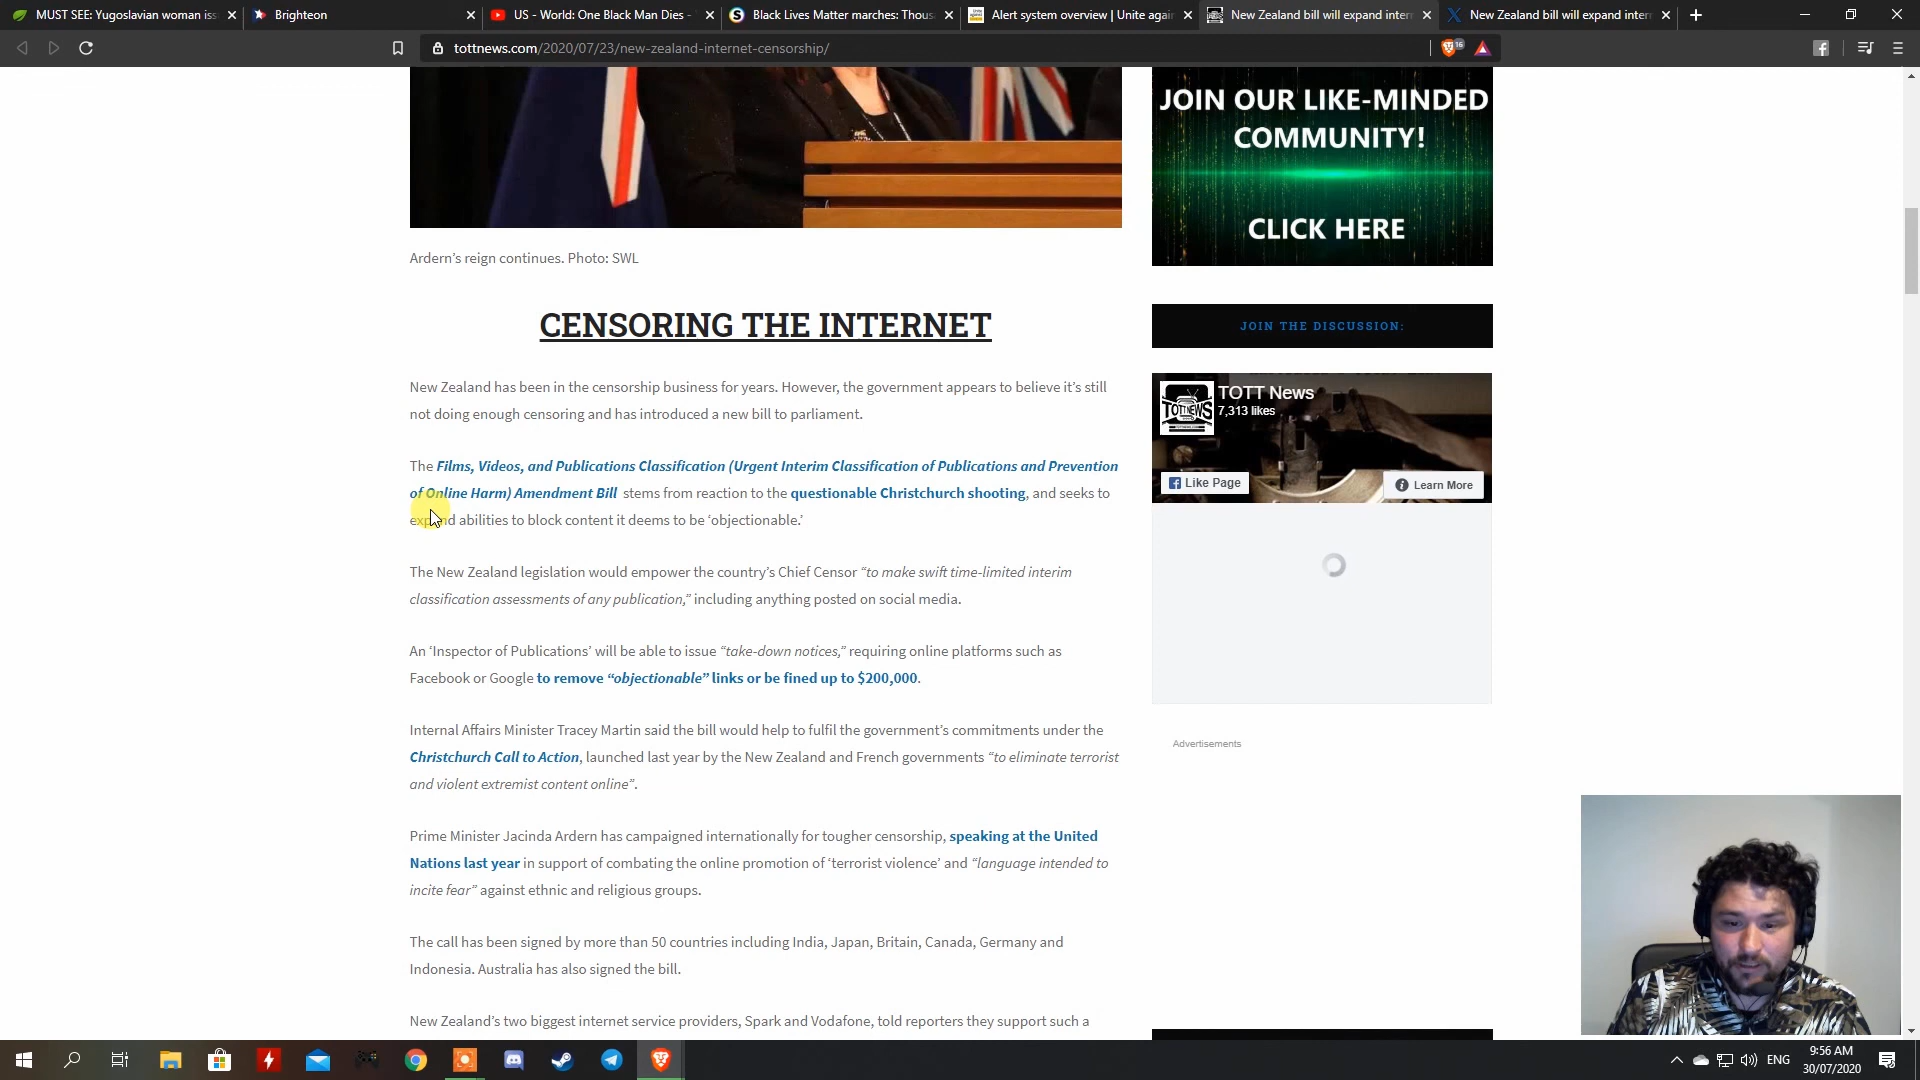 MUST SEE: Yugoslavian woman iss
Brighteon
US - World: One Black Man Dies -
Black Lives Matter marches: Thous
Alert system overview | Unite again
New Zealand bill will expand inter
New Zealand bill will expand inter
tottnews.com/2020/07/23/new-zealand-internet-censorship/
16
JOIN OUR LIKE-MINDED
COMMUNITY!
CLICK HERE
Ardern's reign continues. Photo: SWL
CENSORING THE INTERNET
New Zealand has been in the censorship business for years. However, the government appears to believe it's still
not doing enough censoring and has introduced a new bill to parliament.
The Films, Videos, and Publications Classification (Urgent Interim Classification of Publications and Prevention
of Online Harm) Amendment Bill stems from reaction to the questionable Christchurch shooting, and seeks to
expand abilities to block content it deems to be 'objectionable.'
The New Zealand legislation would empower the country's Chief Censor "to make swift time-limited interim
classification assessments of any publication," including anything posted on social media.
An 'Inspector of Publications' will be able to issue "take-down notices," requiring online platforms such as
Facebook or Google to remove "objectionable" links or be fined up to $200,000.
Internal Affairs Minister Tracey Martin said the bill would help to fulfil the government's commitments under the
Christchurch Call to Action, launched last year by the New Zealand and French governments "to eliminate terrorist
and violent extremist content online".
Prime Minister Jacinda Ardern has campaigned internationally for tougher censorship, speaking at the United
Nations last year in support of combating the online promotion of 'terrorist violence' and "language intended to
incite fear" against ethnic and religious groups.
The call has been signed by more than 50 countries including India, Japan, Britain, Canada, Germany and
Indonesia. Australia has also signed the bill.
New Zealand's two biggest internet service providers, Spark and Vodafone, told reporters they support such a
JOIN THE DISCUSSION:
TOTTNEWS
TOTT News
7,313 likes
Like Page
Learn More
Advertisements
ENG
9:56 AM
30/07/2020